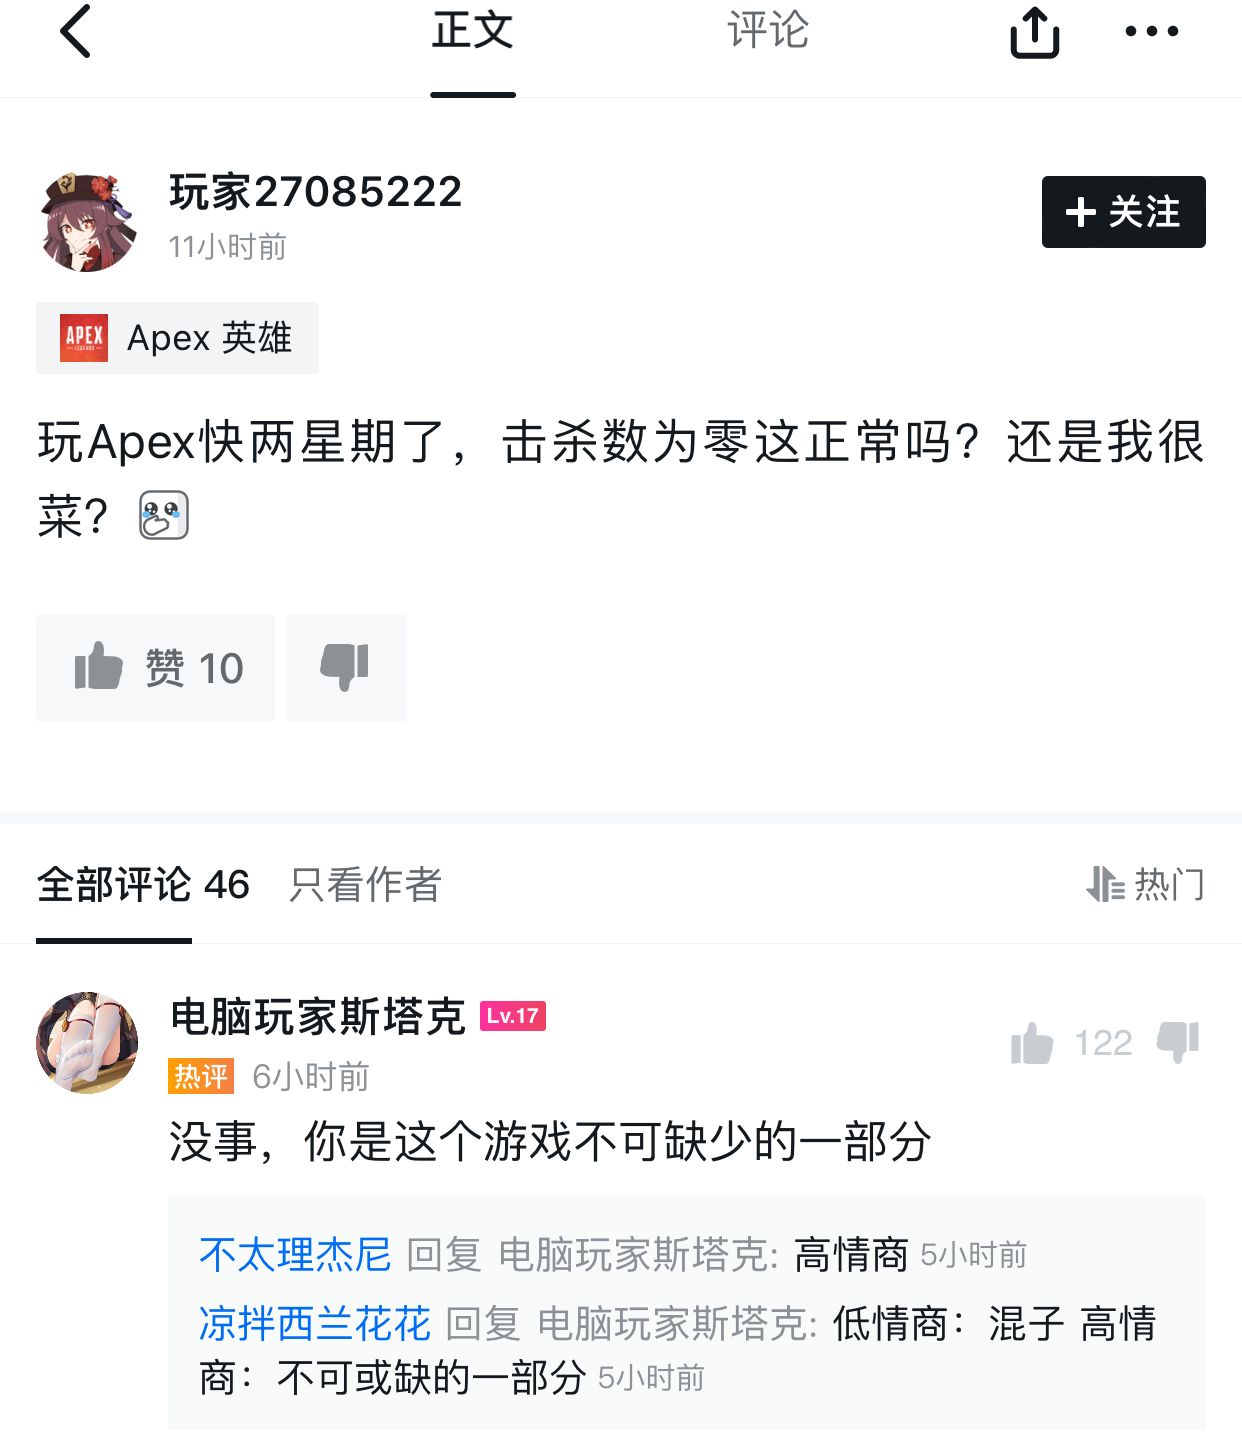 正文
评论
玩家27085222
11小时前
关注
APEX
LEGENDS
Apex 英雄
玩Apex快两星期了，击杀数为零这正常吗？还是我很
菜？
赞 10
全部评论 46
只看作者
热门
电脑玩家斯塔克 Lv.17
122
热评 6小时前
没事，你是这个游戏不可缺少的一部分
不太理杰尼 回复 电脑玩家斯塔克: 高情商 5小时前
凉拌西兰花花 回复 电脑玩家斯塔克: 低情商：混子 高情
商：不可或缺的一部分 5小时前